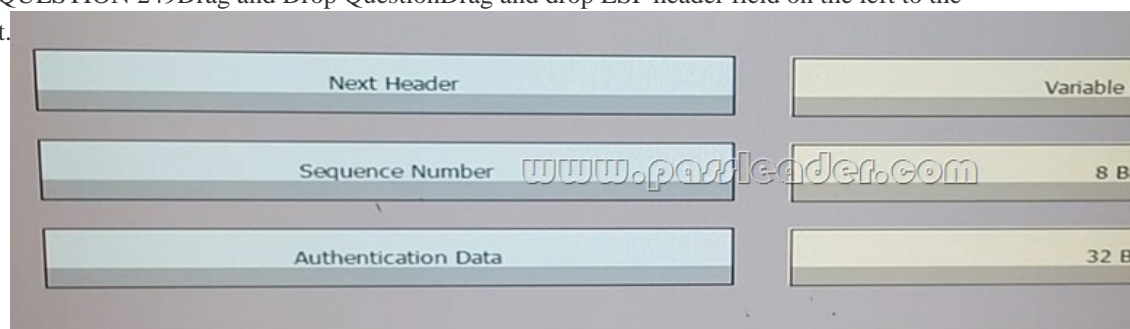 QUESTION 249Drag and Drop QuestionDrag and drop ESP header field on the left to the
t.
Next Header
Variable
Sequence Number
www.passleader.com
8 B
Authentication Data
32 B